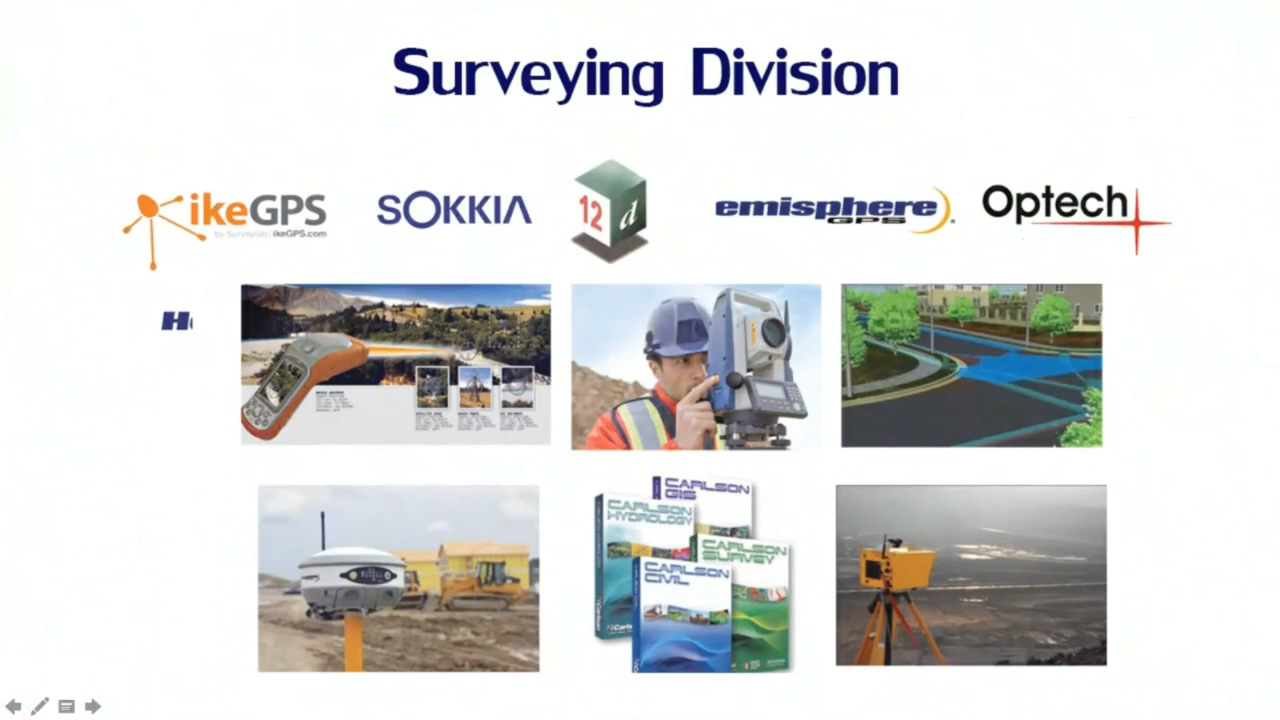 Surveying Division
ikeGPS
by Surveylab | ikeGPS.com
SOKKIA
12
d
emisphere
GPS
Optech
CARLSON
GIS
CARLSON
HYDROLOGY
CARLSON
SURVEY
CARLSON
CIVIL